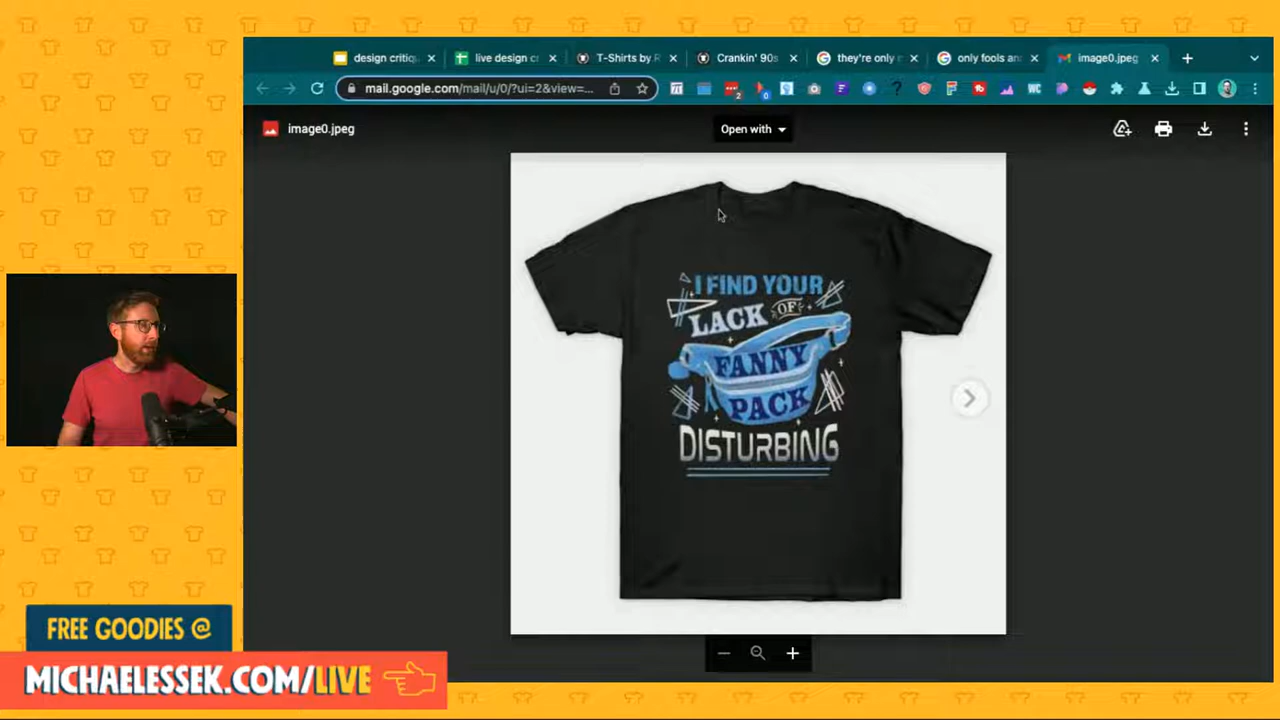 design critiqu
live design cr
T-Shirts by R
Crankin' 90s
they're only m
only fools and
image0.jpeg
mail.google.com/mail/u/0/?ui=2&view=...
image0.jpeg
Open with
I FIND YOUR
LACK OF
FANNY
PACK
DISTURBING
FREE GOODIES @
MICHAELESSEK.COM/LIVE